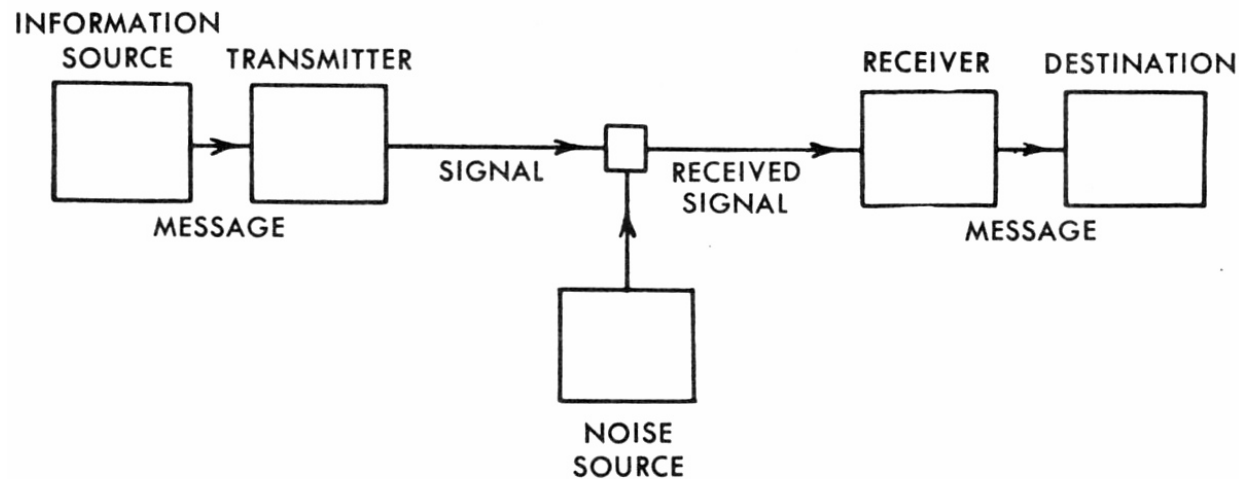 INFORMATION
SOURCE
TRANSMITTER
RECEIVER
DESTINATION
SIGNAL
RECEIVED
SIGNAL
MESSAGE
MESSAGE
NOISE
SOURCE